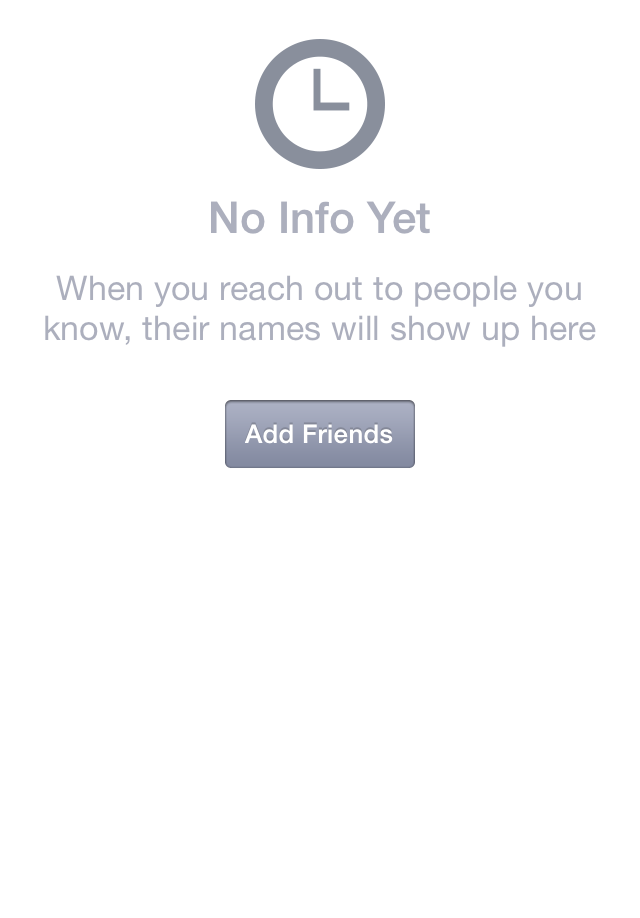 No Info Yet
When you reach out to people you
know, their names will show up here
Add Friends